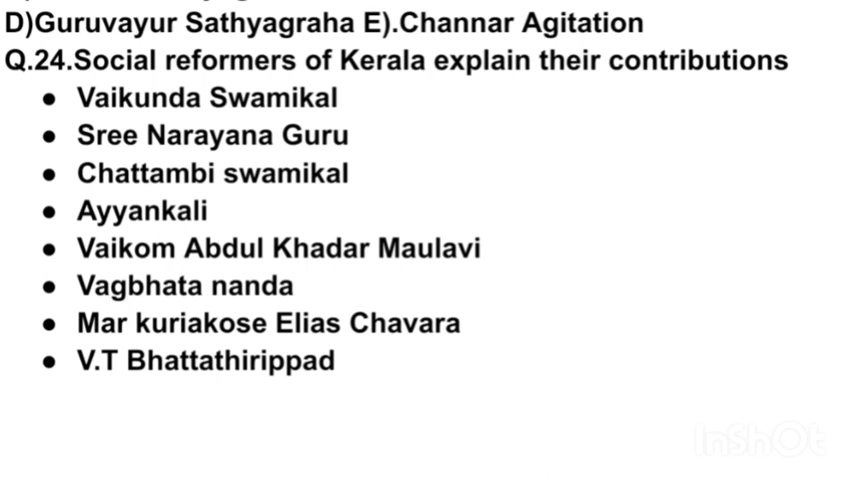 D)Guruvayur Sathyagraha E).Channar Agitation
Q.24.Social reformers of Kerala explain their contributions
• Vaikunda Swamikal
• Sree Narayana Guru
• Chattambi swamikal
• Ayyankali
• Vaikom Abdul Khadar Maulavi
• Vagbhata nanda
• Mar kuriakose Elias Chavara
• V.T Bhattathirippad
InShOt